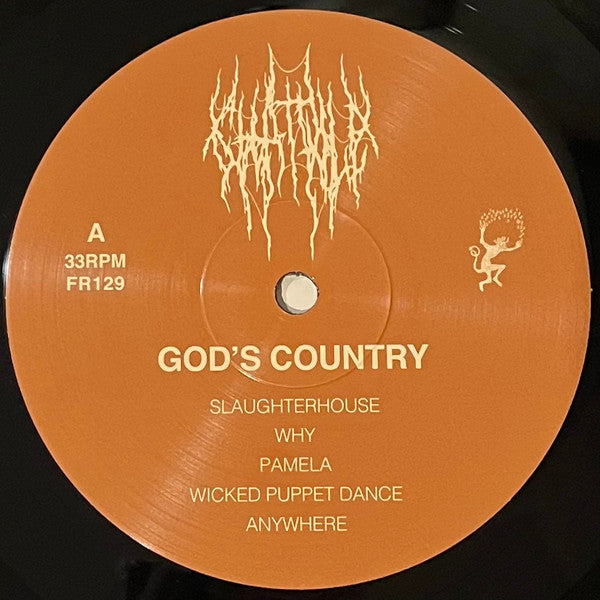 A
33RPM
FR129
GOD'S COUNTRY
SLAUGHTERHOUSE
WHY
PAMELA
WICKED PUPPET DANCE
ANYWHERE